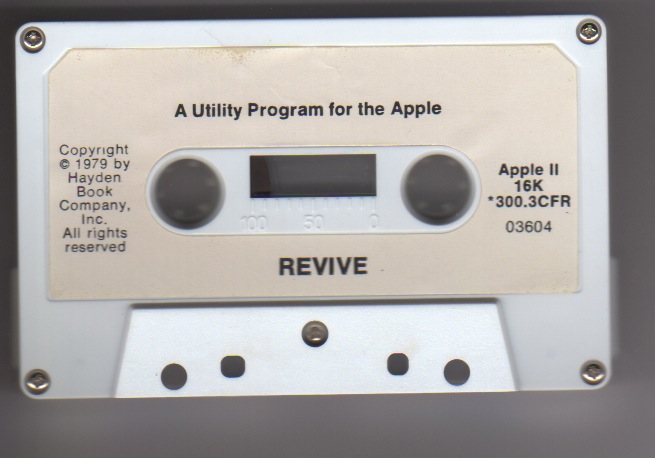 A Utility Program for the Apple
Copyright
© 1979 by
Hayden
Book
Company,
Inc.
All rights
reserved
Apple II
16K
*300.3CFR
03604
100 50 0
REVIVE